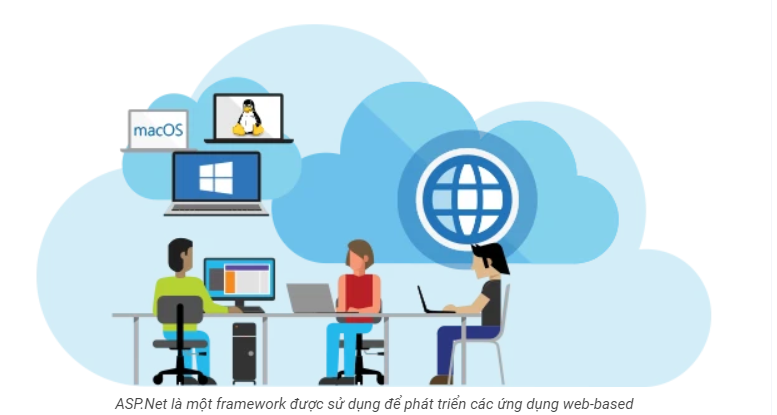 macOS
ASP.Net là một framework được sử dụng để phát triển các ứng dụng web-based